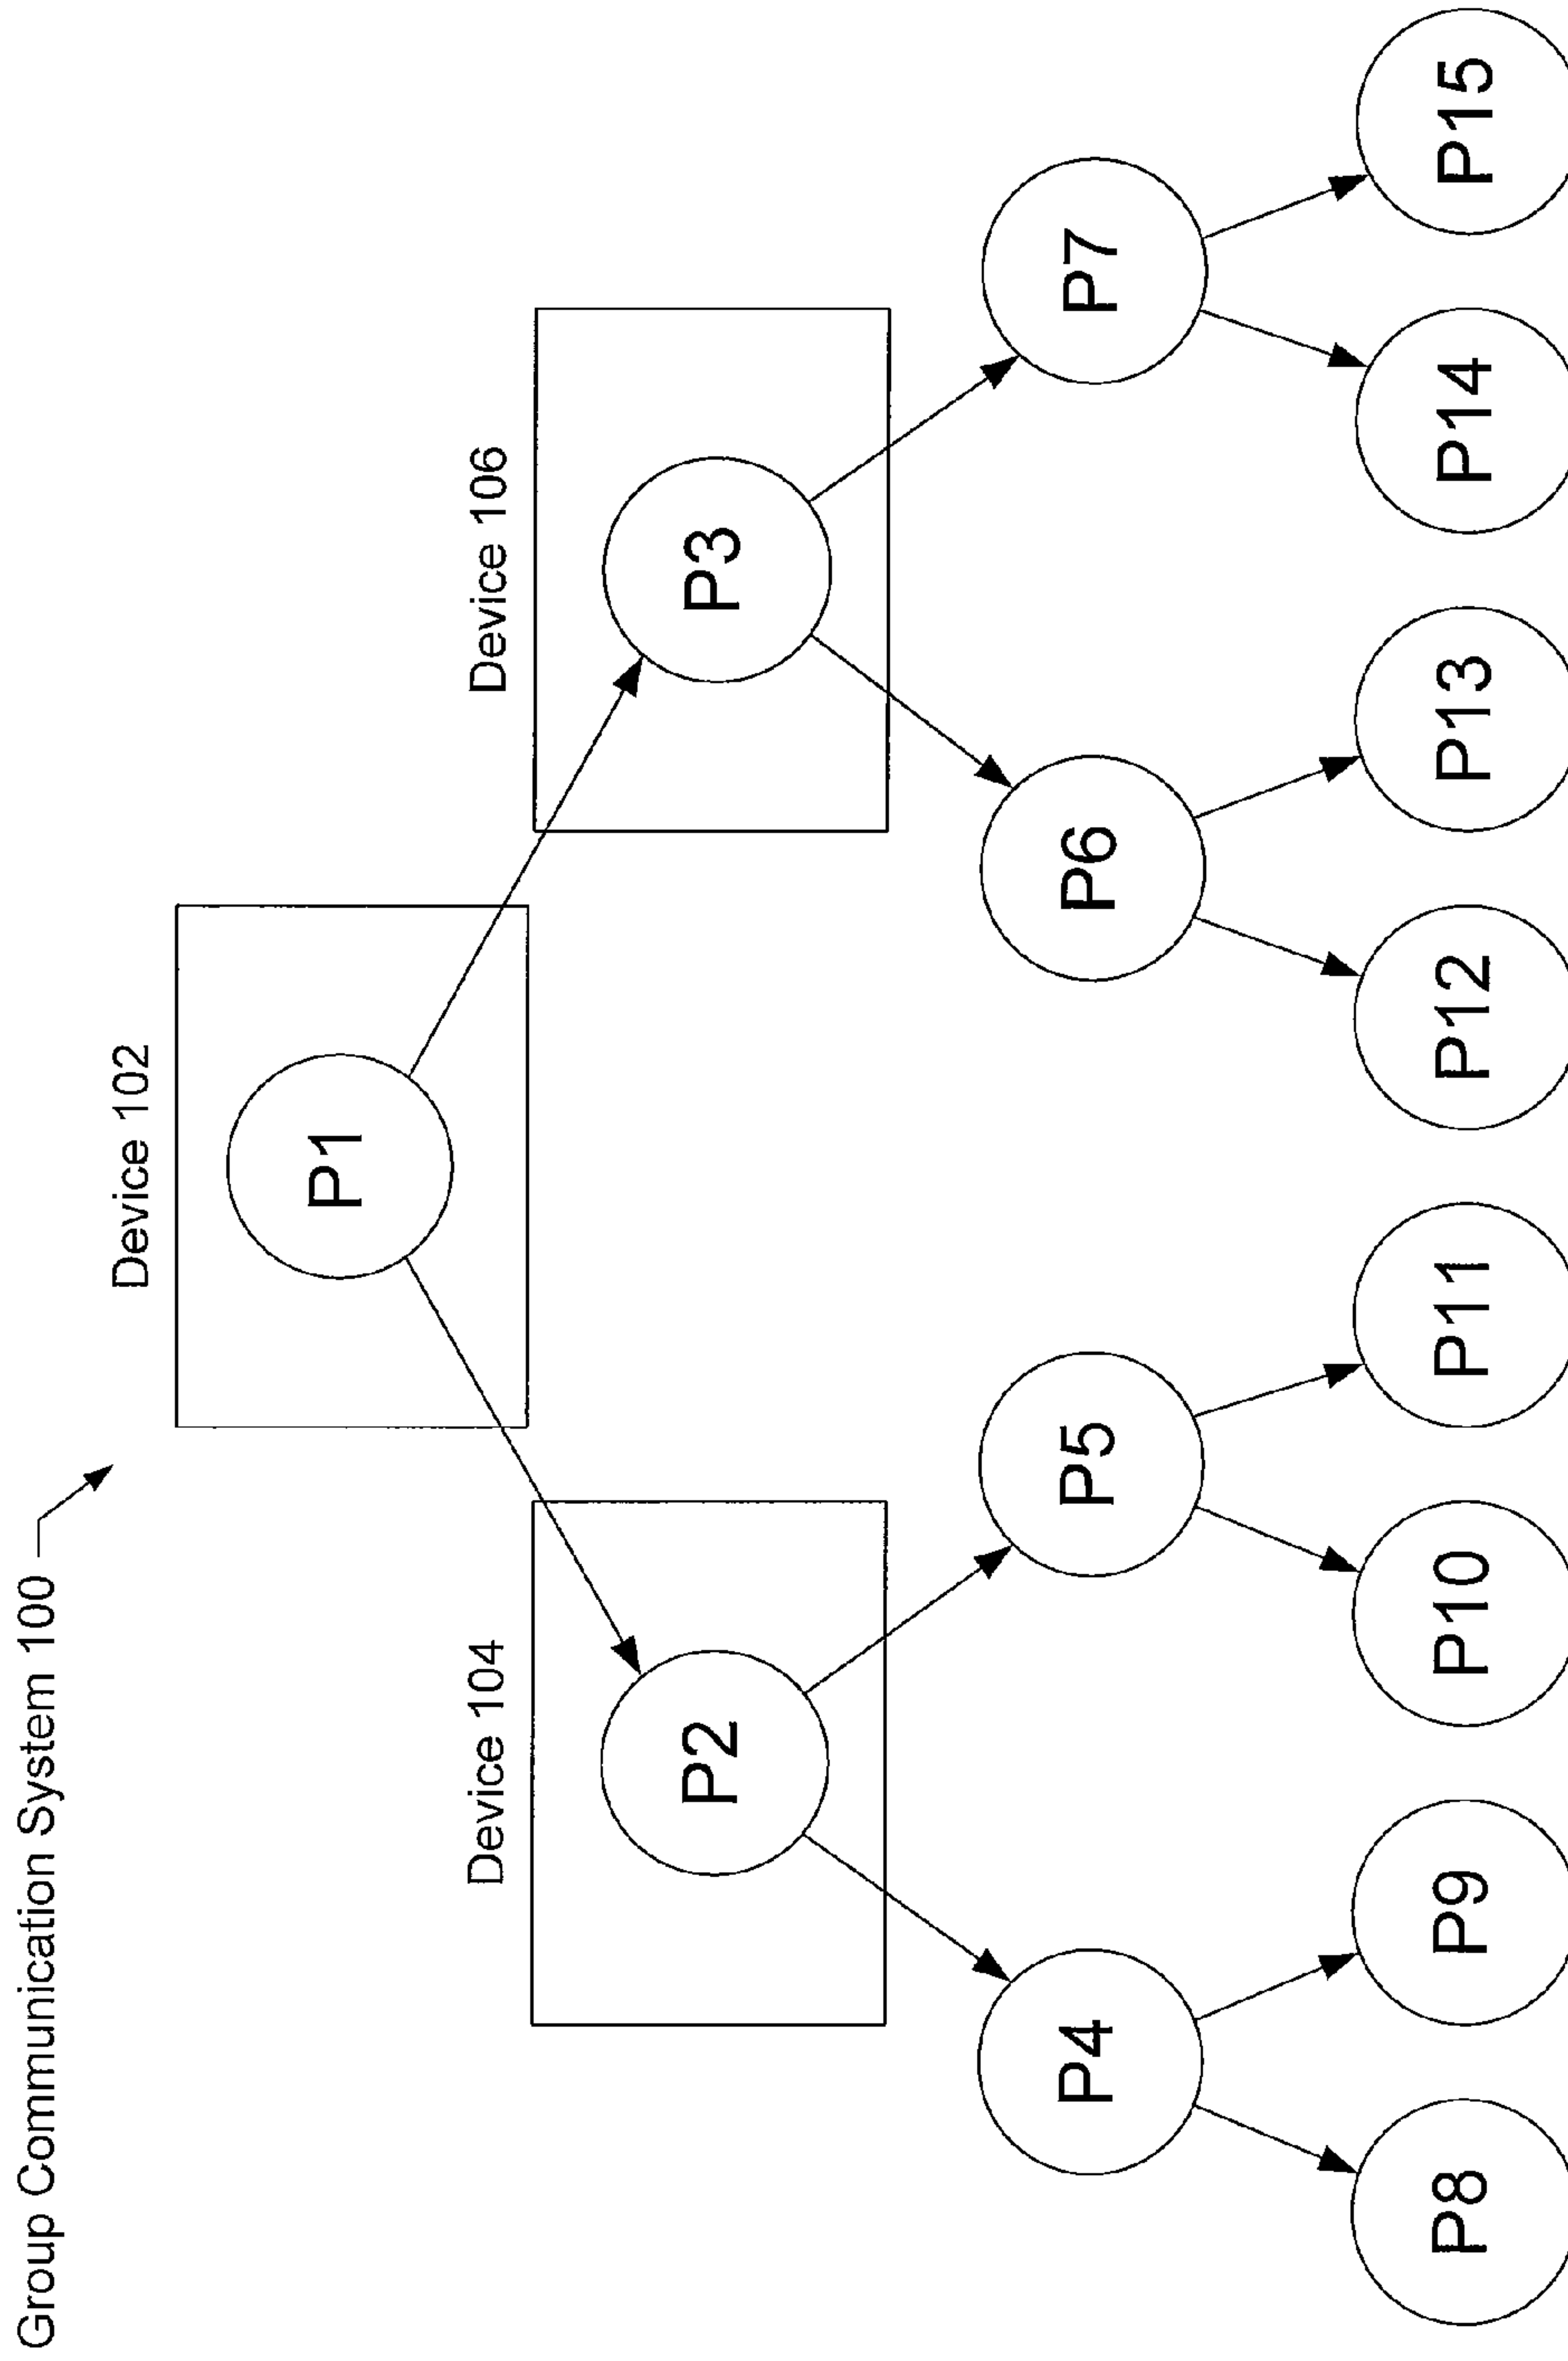 Group Communication System 100
Device 102
P1
Device 104
Device 106
P2
P3
P4
P5
P6
P7
P8
P9
P10
P11
P12
P13
P14
P15